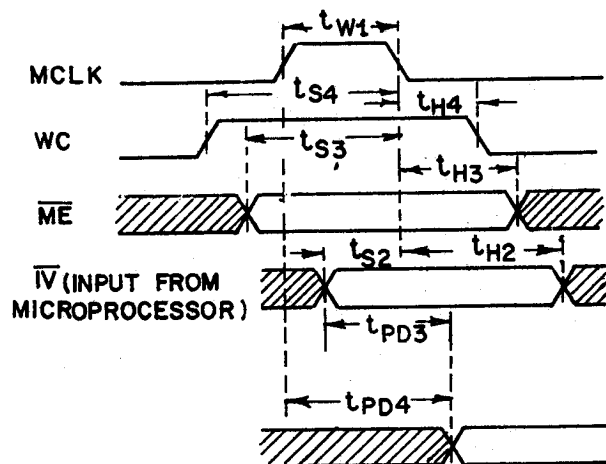 tW1
MCLK
tS4
tH4
WC
tS3
tH3
ME
tS2
tH2
IV (INPUT FROM
MICROPROCESSOR)
tPD3
tPD4